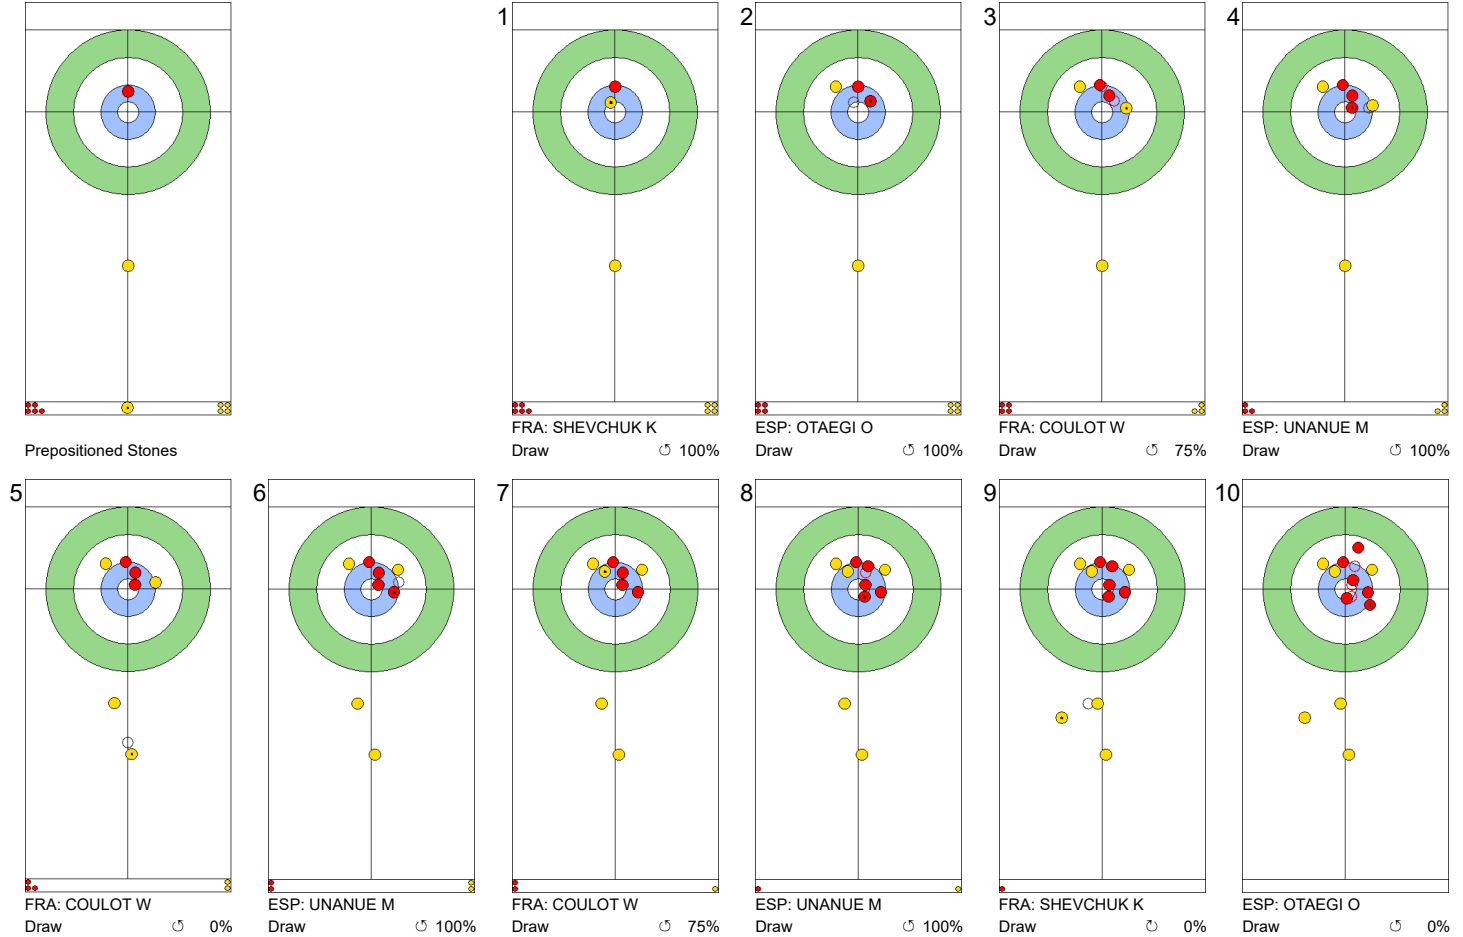 1
2
3
4
Prepositioned Stones
FRA: SHEVCHUK K
Draw ↺ 100%
ESP: OTAEGI O
Draw ↺ 100%
FRA: COULOT W
Draw ↺ 75%
ESP: UNANUE M
Draw ↺ 100%
5
6
7
8
9
10
FRA: COULOT W
Draw ↺ 0%
ESP: UNANUE M
Draw ↺ 100%
FRA: COULOT W
Draw ↺ 75%
ESP: UNANUE M
Draw ↺ 100%
FRA: SHEVCHUK K
Draw ↻ 0%
ESP: OTAEGI O
Draw ↺ 0%